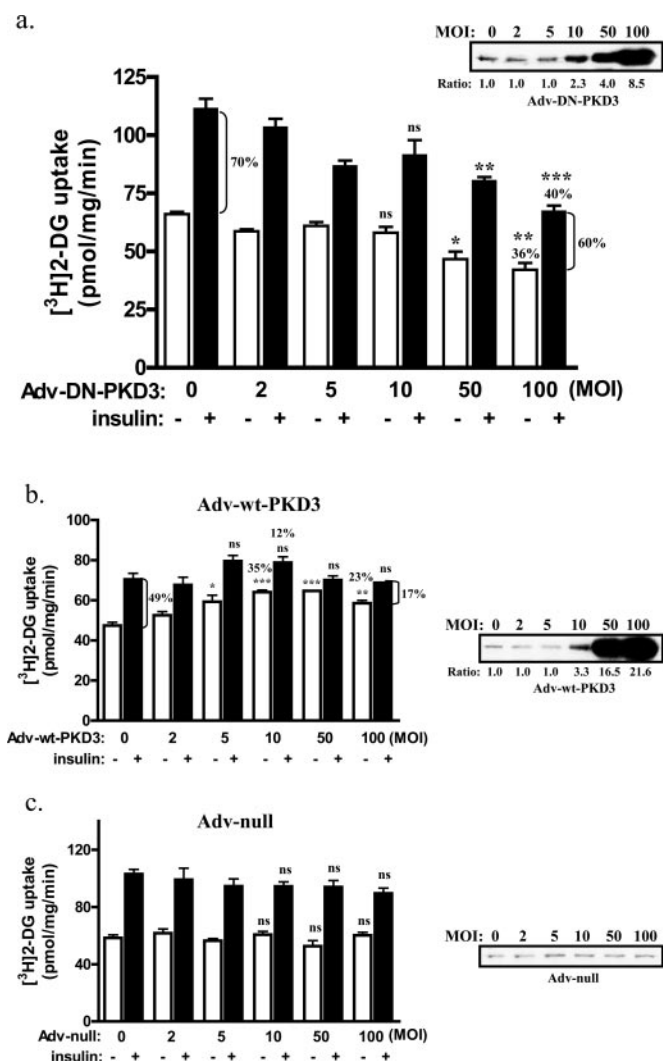 a.
MOI: 0 2 5 10 50 100
Ratio: 1.0 1.0 1.0 2.3 4.0 8.5
Adv-DN-PKD3
[³H]2-DG uptake
(pmol/mg/min)
125
100
75
50
25
0
70%
ns
ns
**
*
***
40%
**
36%
60%
Adv-DN-PKD3: 0 2 5 10 50 100 (MOI)
insulin: - + - + - + - + - + - +
b.
Adv-wt-PKD3
[³H]2-DG uptake
(pmol/mg/min)
100
80
60
40
20
0
49%
ns
*
12%
35% ns
***
ns
***
ns
23%
**
17%
Adv-wt-PKD3: 0 2 5 10 50 100 (MOI)
insulin: - + - + - + - + - + - +
MOI: 0 2 5 10 50 100
Ratio: 1.0 1.0 1.0 3.3 16.5 21.6
Adv-wt-PKD3
c.
Adv-null
[³H]2-DG uptake
(pmol/mg/min)
120
90
60
30
0
ns
ns
ns
ns
ns
ns
Adv-null: 0 2 5 10 50 100 (MOI)
insulin: - + - + - + - + - + - +
MOI: 0 2 5 10 50 100
Adv-null